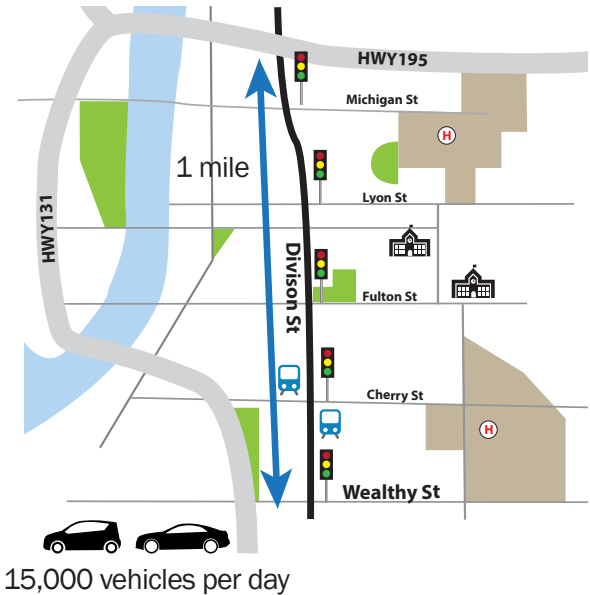 HWY195
Michigan St
H
1 mile
Lyon St
HWY131
Divison St
Fulton St
Cherry St
H
Wealthy St
15,000 vehicles per day